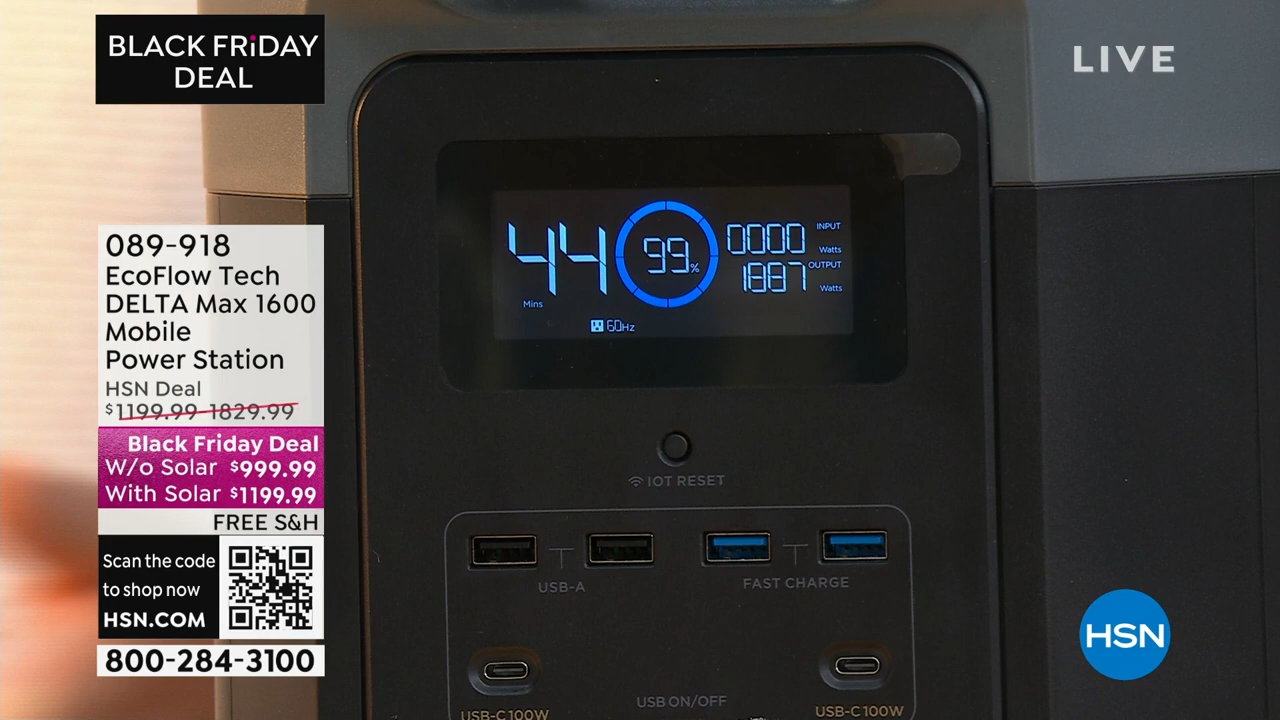 BLACK FRiDAY
DEAL
LIVE
089-918
EcoFlow Tech
DELTA Max 1600
Mobile
Power Station
HSN Deal
$1199.99-1829.99
Black Friday Deal
W/o Solar $999.99
With Solar $1199.99
FREE S&H
Scan the code
to shop now
HSN.COM
800-284-3100
44
Mins
99%
0000
INPUT
Watts
1887
OUTPUT
Watts
60Hz
IOT RESET
USB-A
FAST CHARGE
USB ON/OFF
USB-C 100W
USB-C 100W
HSN